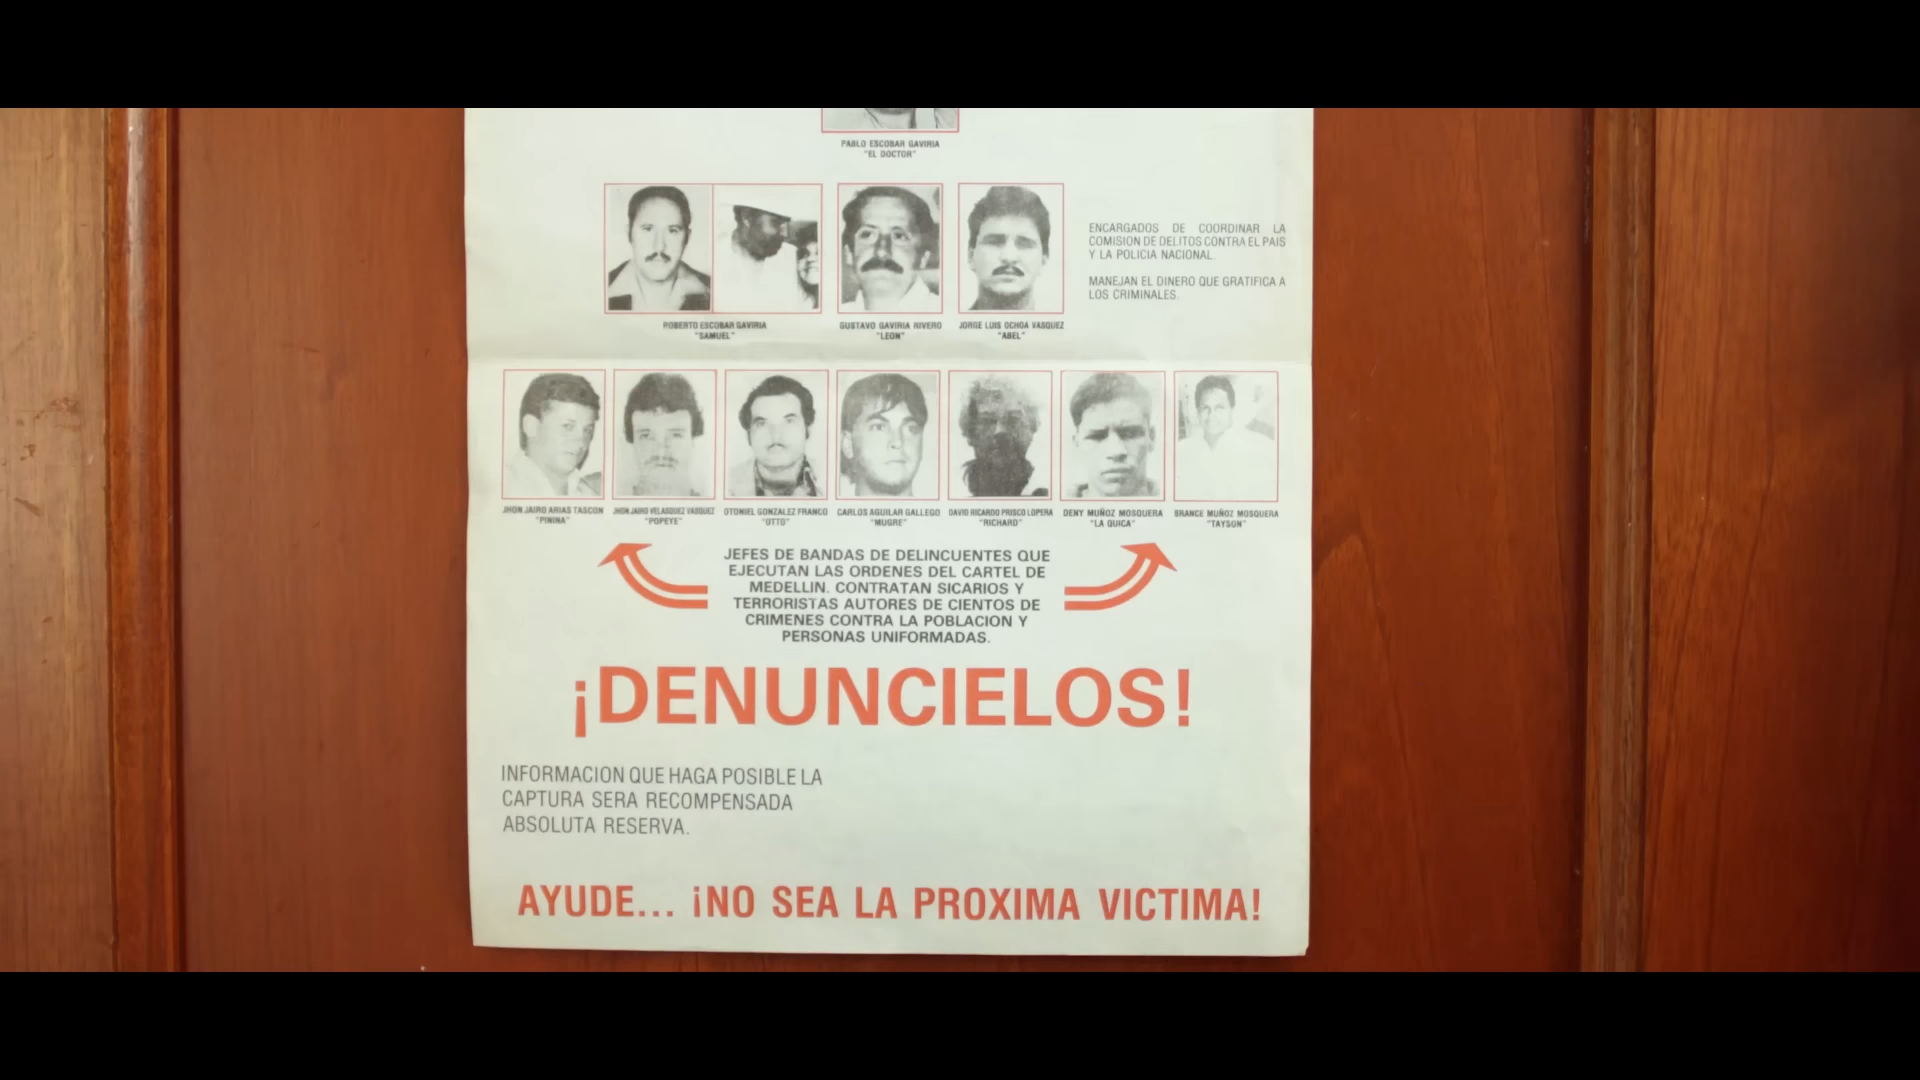 PABLO ESCOBAR GAVIRIA
"EL DOCTOR"
ENCARGADOS DE COORDINAR LA
COMISION DE DELITOS CONTRA EL PAIS
Y LA POLICIA NACIONAL.
MANEJAN EL DINERO QUE GRATIFICA A
LOS CRIMINALES.
ROBERTO ESCOBAR GAVIRIA
"SAMUEL"
GUSTAVO GAVIRIA RIVERO
"LEON"
JORGE LUIS OCHOA VASQUEZ
"ABEL"
JHON JAIRO ARIAS TASCON
"PININA"
JHON JAIRO VELASQUEZ VASQUEZ
"POPEYE"
OTONIEL GONZALEZ FRANCO
"OTTO"
CARLOS AGUILAR GALLEGO
"MUGRE"
DAVID RICARDO PRISCO LOPERA
"RICHARD"
DENY MUÑOZ MOSQUERA
"LA QUICA"
BRANCE MUÑOZ MOSQUERA
"TAYSON"
JEFES DE BANDAS DE DELINCUENTES QUE
EJECUTAN LAS ORDENES DEL CARTEL DE
MEDELLIN. CONTRATAN SICARIOS Y
TERRORISTAS AUTORES DE CIENTOS DE
CRIMENES CONTRA LA POBLACION Y
PERSONAS UNIFORMADAS.
¡DENUNCIELOS!
INFORMACION QUE HAGA POSIBLE LA
CAPTURA SERA RECOMPENSADA
ABSOLUTA RESERVA.
AYUDE... ¡NO SEA LA PROXIMA VICTIMA!